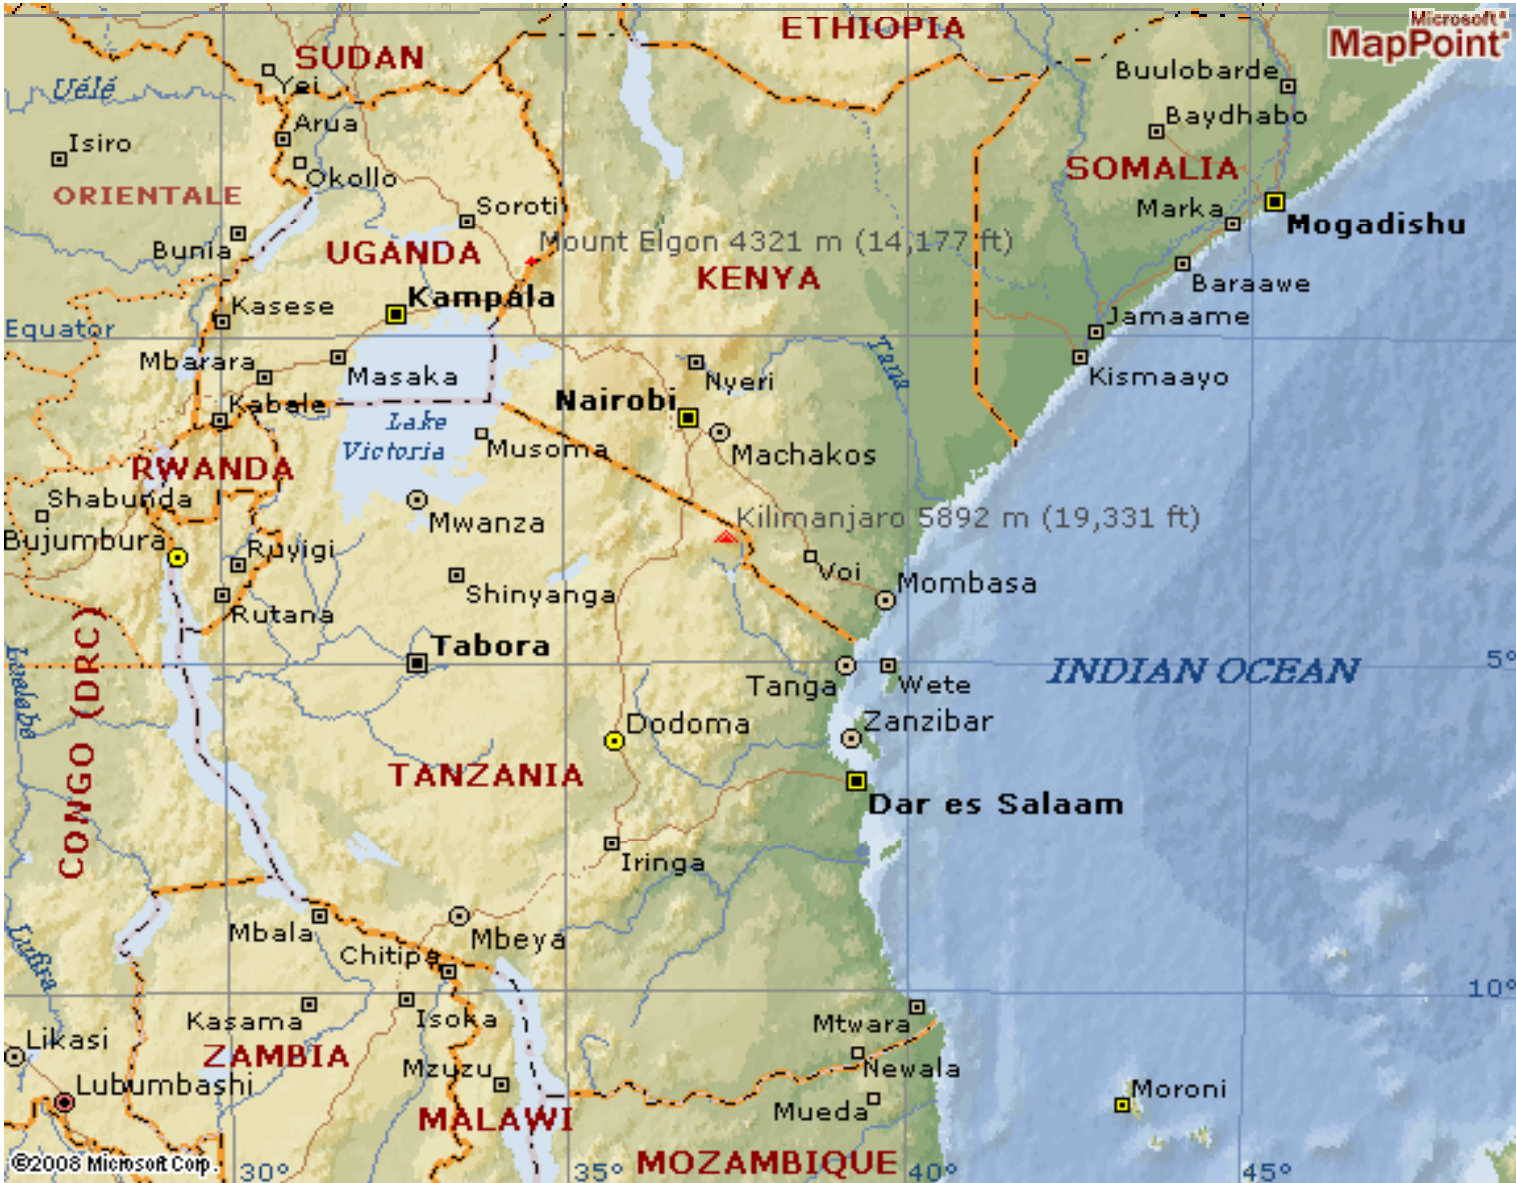 Microsoft®
MapPoint®
ETHIOPIA
SUDAN
Yei
Buulobarde
Uélé
Baydhabo
Arua
Isiro
SOMALIA
Okollo
ORIENTALE
Soroti
Marka
Mogadishu
Bunia
UGANDA
Mount Elgon 4321 m (14,177 ft)
KENYA
Baraawe
Kampala
Kasese
Jamaame
Equator
Mbarara
Masaka
Tana
Nyeri
Kismaayo
Kabale
Nairobi
Lake
Victoria
Musoma
Machakos
RWANDA
Shabunda
Mwanza
Kilimanjaro 5892 m (19,331 ft)
Bujumbura
Ruyigi
Voi
Mombasa
Shinyanga
Rutana
Tabora
CONGO (DRC)
Lualaba
5°
INDIAN OCEAN
Tanga
Wete
Dodoma
Zanzibar
TANZANIA
Dar es Salaam
Iringa
Mbala
Mbeya
Chitipa
Lufira
10°
Kasama
Isoka
Mtwara
Likasi
ZAMBIA
Mzuzu
Newala
Lubumbashi
Moroni
Mueda
MALAWI
MOZAMBIQUE
©2008 Microsoft Corp.
30°
35°
40°
45°